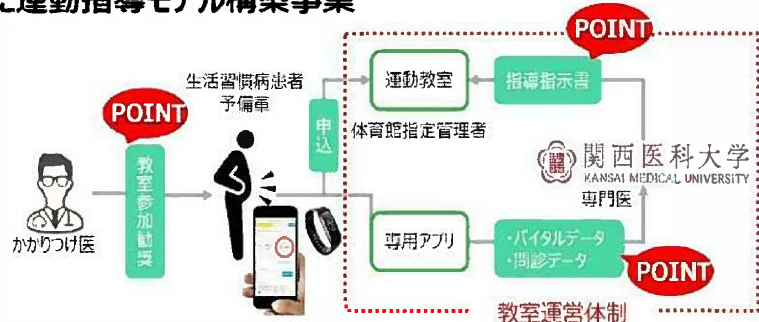 運動指導モデル構築事業
POINT
生活習慣病患者
予備軍
運動教室
指導指示書
POINT
申込
体育館指定管理者
教室参加勧奨
関西医科大学
KANSAI MEDICAL UNIVERSITY
専門医
かかりつけ医
専用アプリ
・バイタルデータ
・問診データ
POINT
教室運営体制